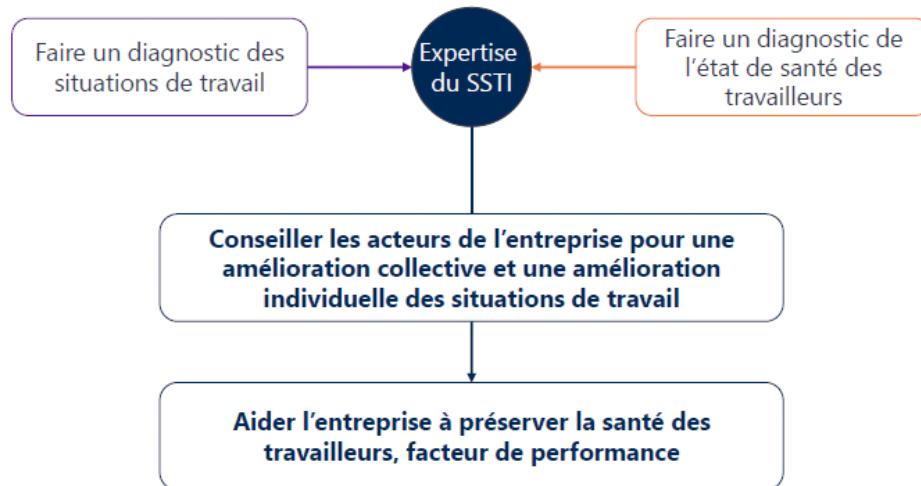 Faire un diagnostic des
situations de travail
Expertise
du SSTI
Faire un diagnostic de
l'état de santé des
travailleurs
Conseiller les acteurs de l'entreprise pour une
amélioration collective et une amélioration
individuelle des situations de travail
Aider l'entreprise à préserver la santé des
travailleurs, facteur de performance